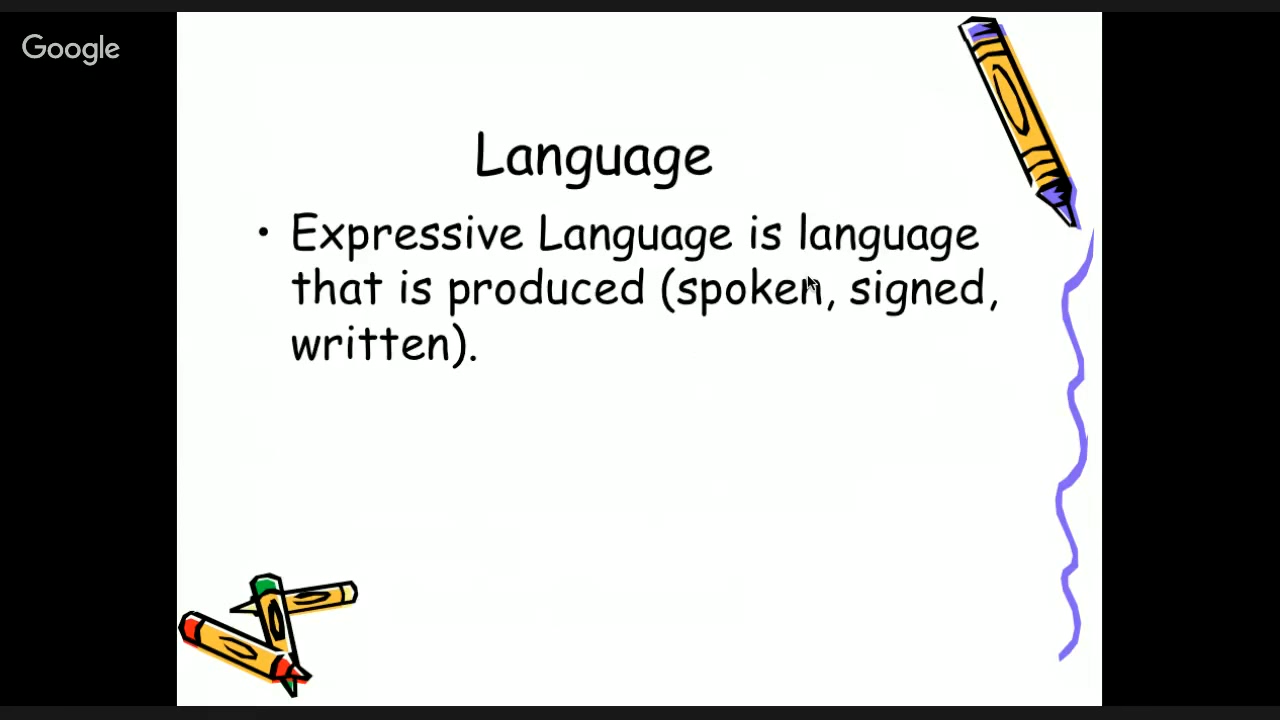 Google
Language
• Expressive Language is language
that is produced (spoken, signed,
written).